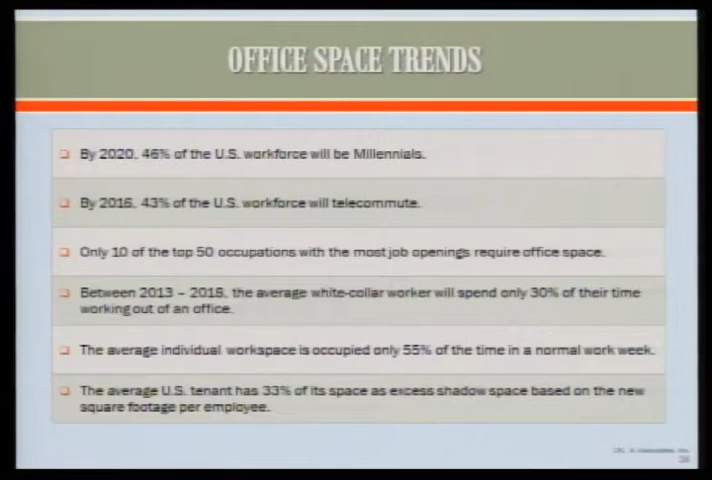 OFFICE SPACE TRENDS
By 2020, 46% of the U.S. workforce will be Millennials.
By 2016, 43% of the U.S. workforce will telecommute.
Only 10 of the top 50 occupations with the most job openings require office space.
Between 2013 – 2018, the average white-collar worker will spend only 30% of their time
working out of an office.
The average individual workspace is occupied only 55% of the time in a normal work week.
The average U.S. tenant has 33% of its space as excess shadow space based on the new
square footage per employee.